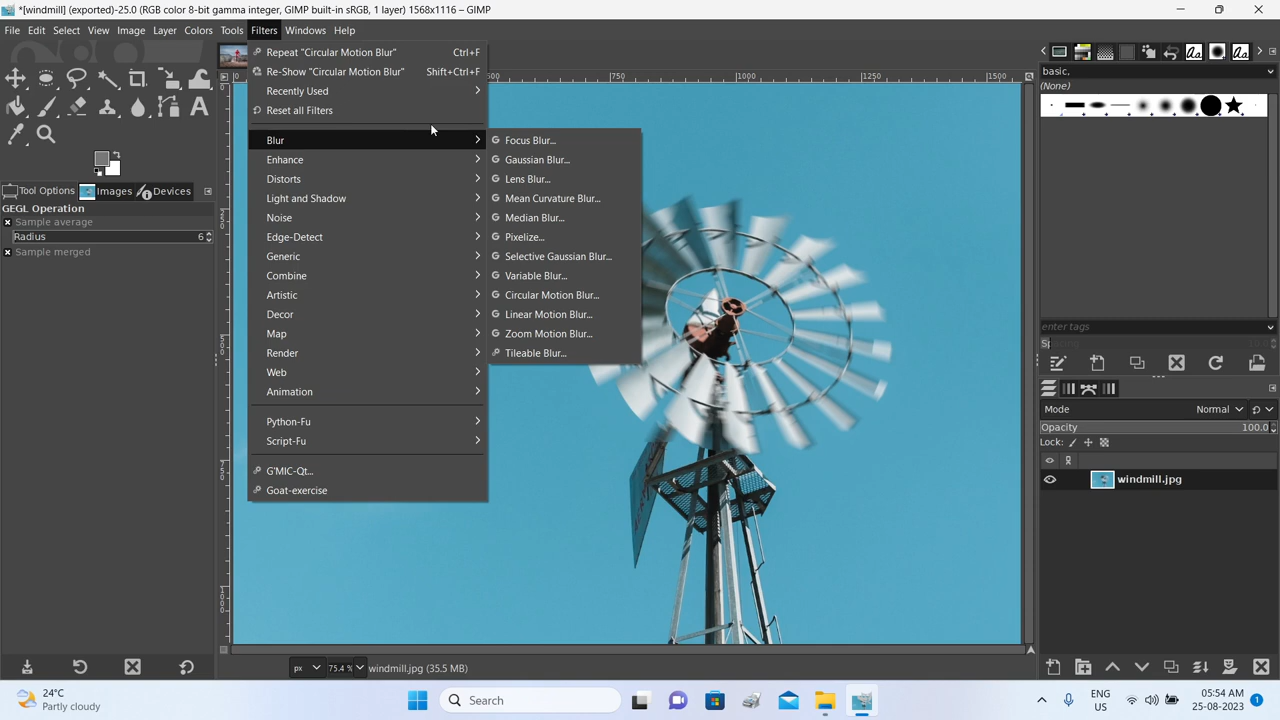 *[windmill] (exported)-25.0 (RGB color 8-bit gamma integer, GIMP built-in sRGB, 1 layer) 1568x1116 – GIMP
File Edit Select View Image Layer Colors Tools Filters Windows Help
Repeat "Circular Motion Blur" Ctrl+F
Re-Show "Circular Motion Blur" Shift+Ctrl+F
Recently Used
Reset all Filters
Blur
Enhance
Distorts
Light and Shadow
Noise
Edge-Detect
Generic
Combine
Artistic
Decor
Map
Render
Web
Animation
Python-Fu
Script-Fu
G'MIC-Qt...
Goat-exercise
Focus Blur...
Gaussian Blur...
Lens Blur...
Mean Curvature Blur...
Median Blur...
Pixelize...
Selective Gaussian Blur...
Variable Blur...
Circular Motion Blur...
Linear Motion Blur...
Zoom Motion Blur...
Tileable Blur...
Tool Options Images Devices
GEGL Operation
Sample average
Radius 6
Sample merged
500 750 1000 1250 1500
basic,
(None)
enter tags
Mode Normal
Opacity 100.0
Lock:
windmill.jpg
px 75.4 % windmill.jpg (35.5 MB)
24°C
Partly cloudy
Search
ENG
US
05:54 AM
25-08-2023
1